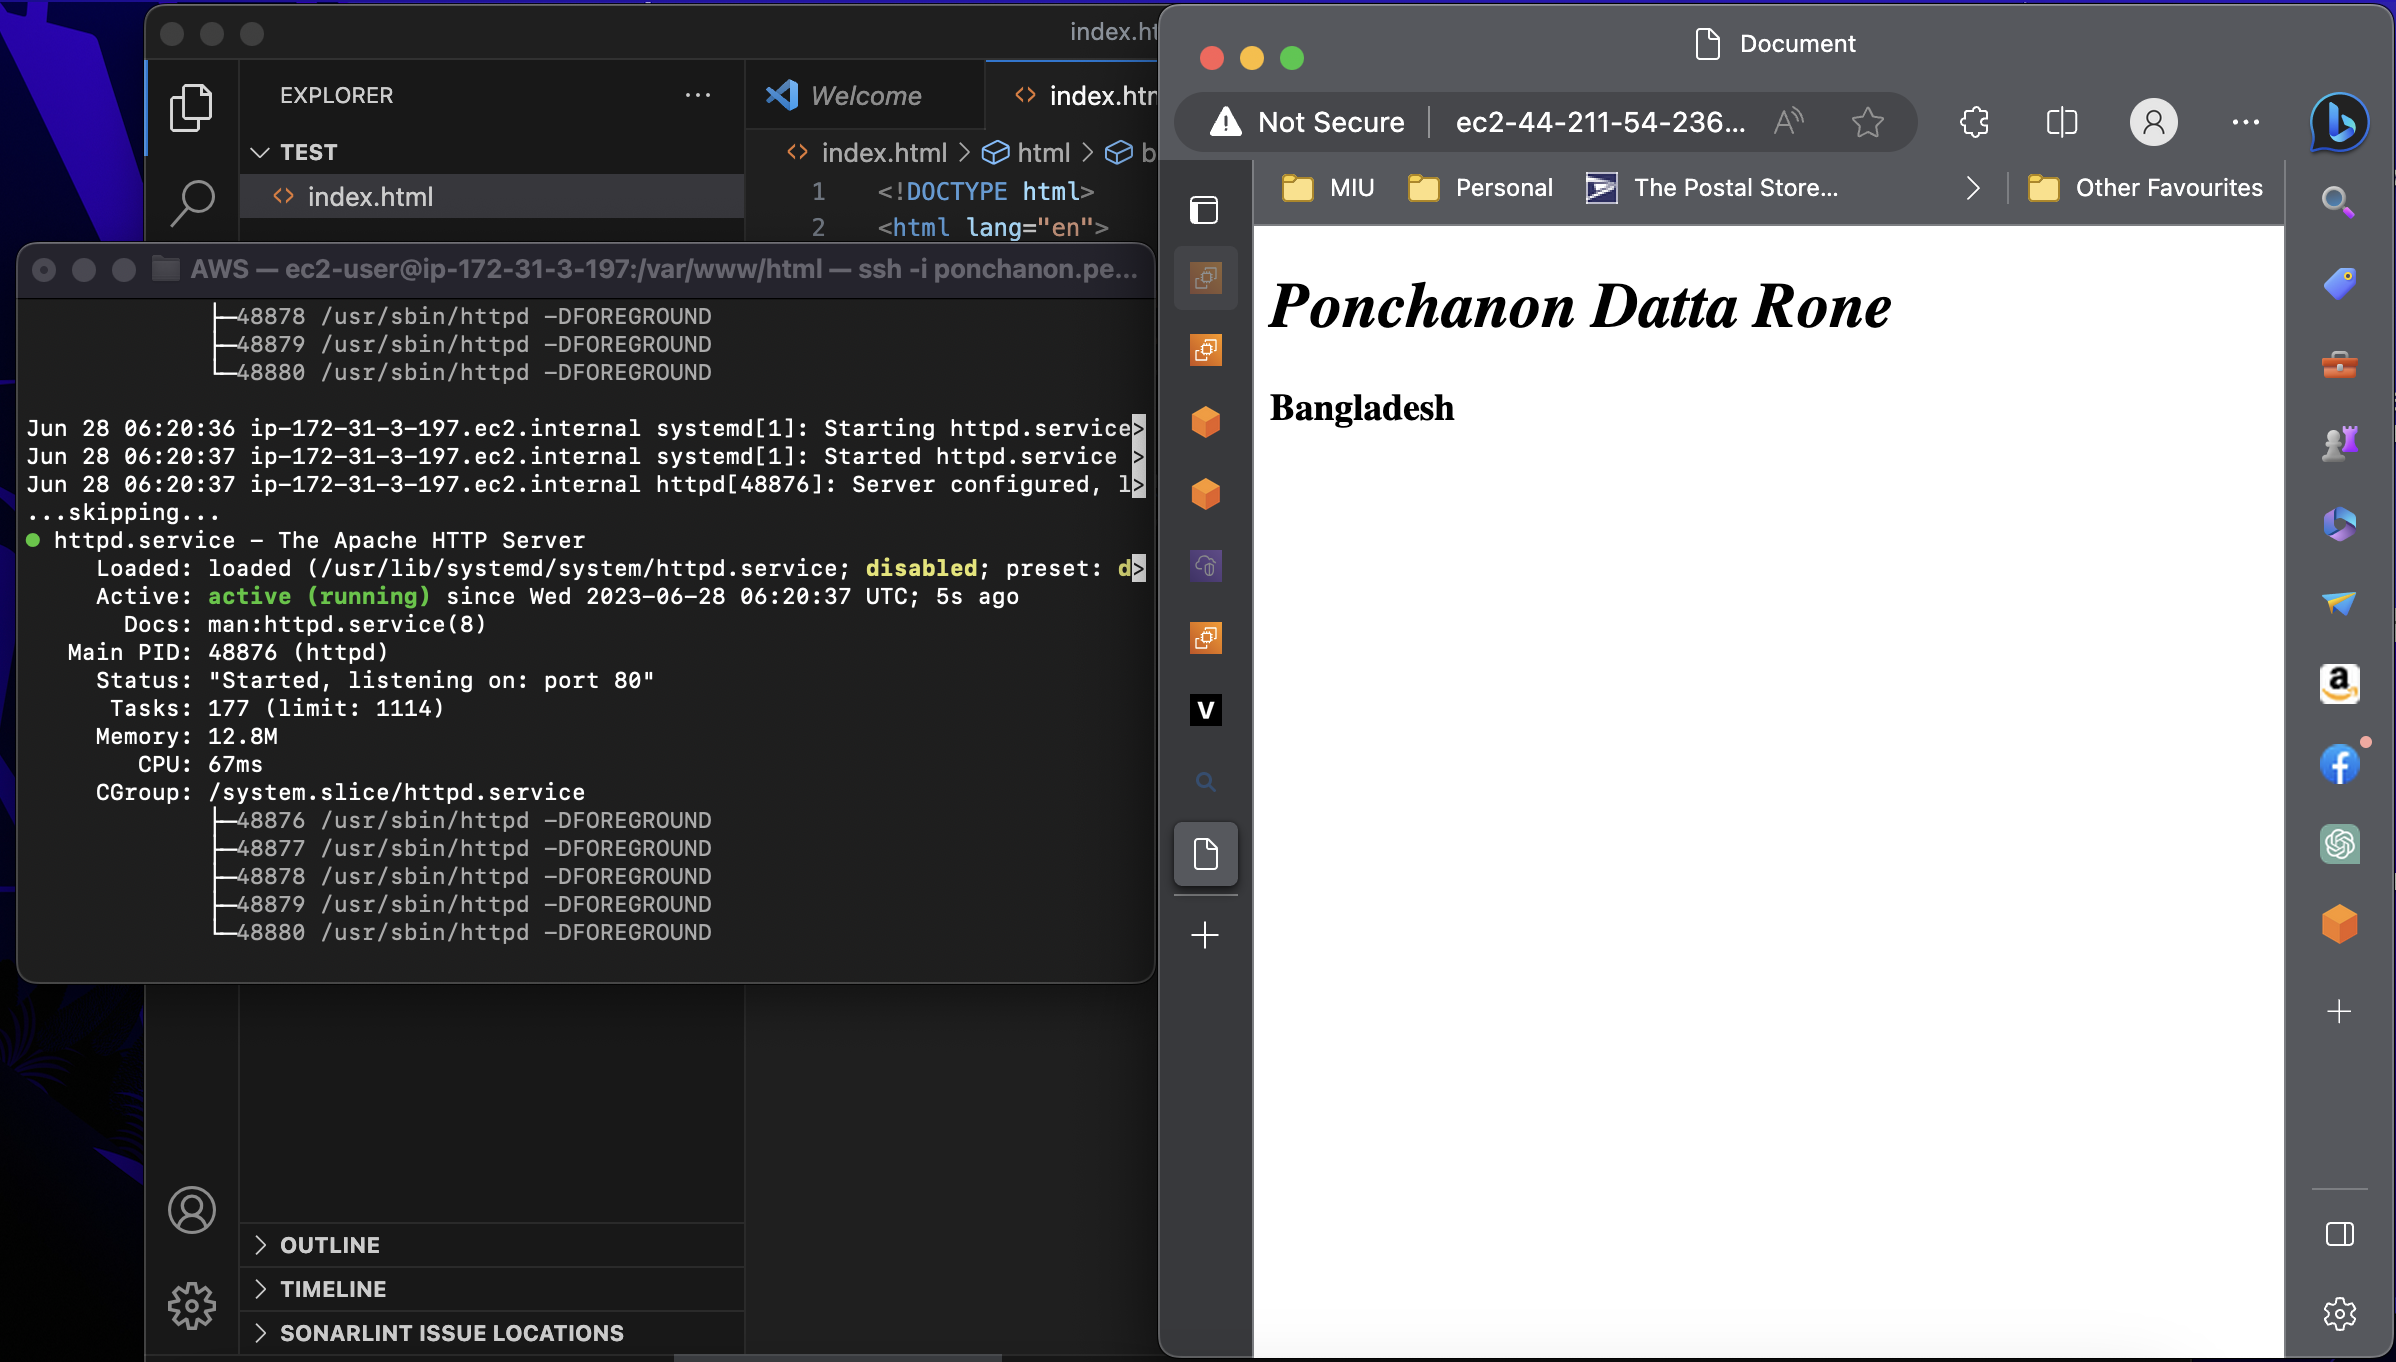 index.ht
EXPLORER
Welcome
index.htm
TEST
index.html
index.html > html > b
1 <!DOCTYPE html>
2 <html lang="en">
AWS — ec2-user@ip-172-31-3-197:/var/www/html — ssh -i ponchanon.pe...
├─48878 /usr/sbin/httpd -DFOREGROUND
├─48879 /usr/sbin/httpd -DFOREGROUND
└─48880 /usr/sbin/httpd -DFOREGROUND
Jun 28 06:20:36 ip-172-31-3-197.ec2.internal systemd[1]: Starting httpd.service>
Jun 28 06:20:37 ip-172-31-3-197.ec2.internal systemd[1]: Started httpd.service >
Jun 28 06:20:37 ip-172-31-3-197.ec2.internal httpd[48876]: Server configured, l>
...skipping...
● httpd.service - The Apache HTTP Server
Loaded: loaded (/usr/lib/systemd/system/httpd.service; disabled; preset: d>
Active: active (running) since Wed 2023-06-28 06:20:37 UTC; 5s ago
Docs: man:httpd.service(8)
Main PID: 48876 (httpd)
Status: "Started, listening on: port 80"
Tasks: 177 (limit: 1114)
Memory: 12.8M
CPU: 67ms
CGroup: /system.slice/httpd.service
├─48876 /usr/sbin/httpd -DFOREGROUND
├─48877 /usr/sbin/httpd -DFOREGROUND
├─48878 /usr/sbin/httpd -DFOREGROUND
├─48879 /usr/sbin/httpd -DFOREGROUND
└─48880 /usr/sbin/httpd -DFOREGROUND
OUTLINE
TIMELINE
SONARLINT ISSUE LOCATIONS
Document
Not Secure | ec2-44-211-54-236...
MIU
Personal
The Postal Store...
Other Favourites
V
Ponchanon Datta Rone
Bangladesh